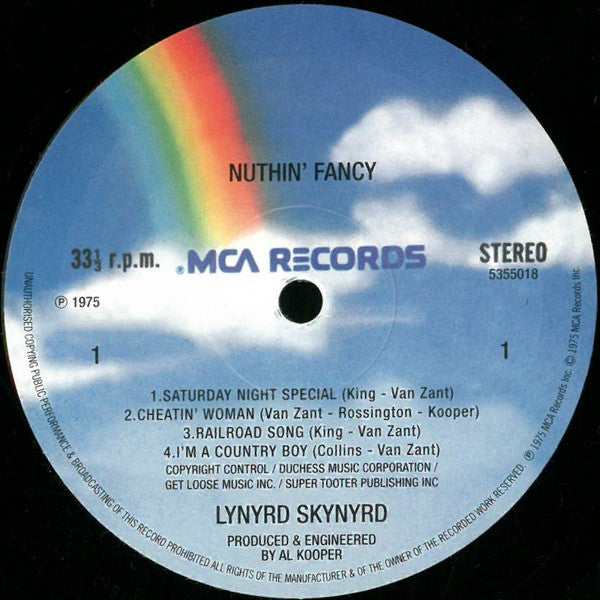 NUTHIN' FANCY
33⅓ r.p.m.
®MCA RECORDS
STEREO
5355018
℗ 1975
1
1
1.SATURDAY NIGHT SPECIAL (King - Van Zant)
2.CHEATIN' WOMAN (Van Zant - Rossington - Kooper)
3.RAILROAD SONG (King - Van Zant)
4.I'M A COUNTRY BOY (Collins - Van Zant)
COPYRIGHT CONTROL / DUCHESS MUSIC CORPORATION /
GET LOOSE MUSIC INC. / SUPER TOOTER PUBLISHING INC
LYNYRD SKYNYRD
PRODUCED & ENGINEERED
BY AL KOOPER
UNAUTHORISED COPYING PUBLIC PERFORMANCE & BROADCASTING OF THIS RECORD PROHIBITED ALL RIGHTS OF THE MANUFACTURER & OF THE OWNER OF THE RECORDED WORK RESERVED. ℗ 1975 MCA Records Inc. © 1975 MCA Records Inc.